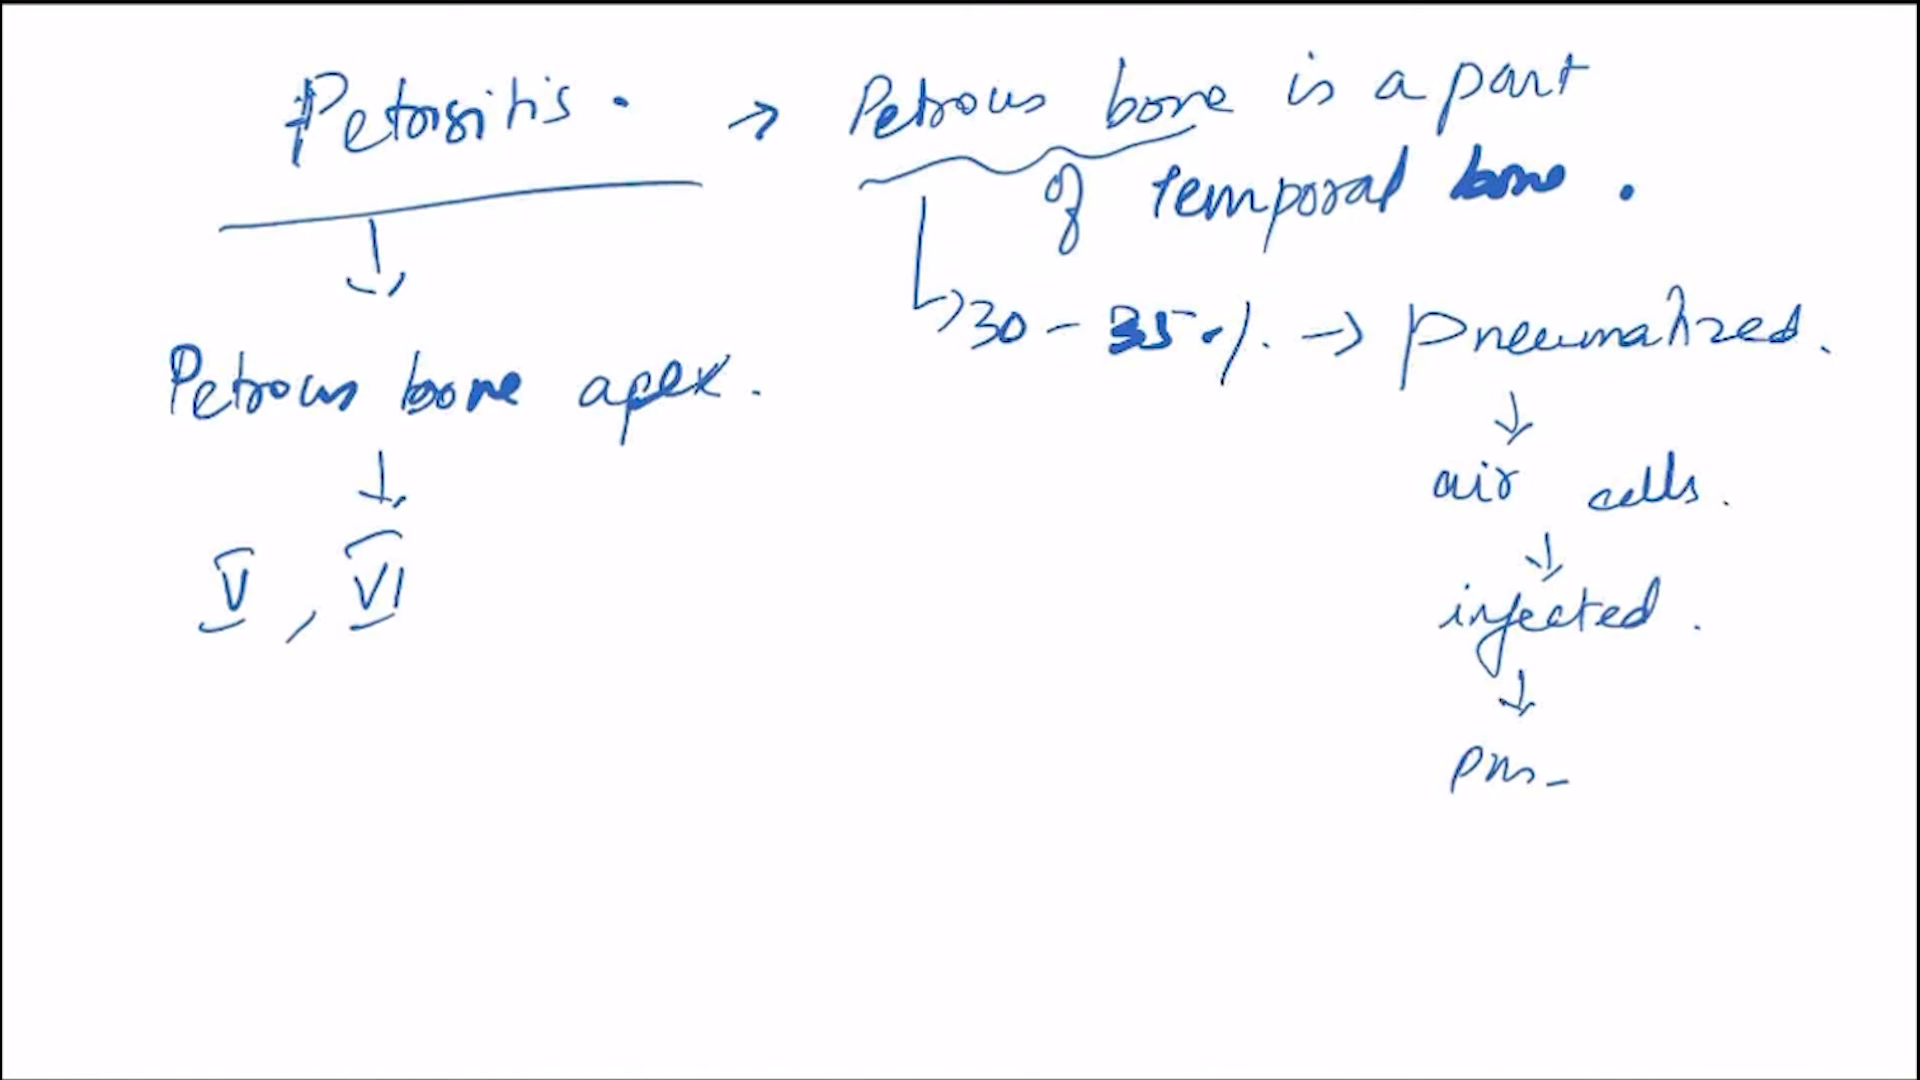 Petrositis. → Petrous bone is a part
of temporal bone.
↳ 30 - 35% → Pneumatized.
↓
air cells.
↓
infected.
↓
pus -
↓
Petrous bone apex.
↓
V, VI